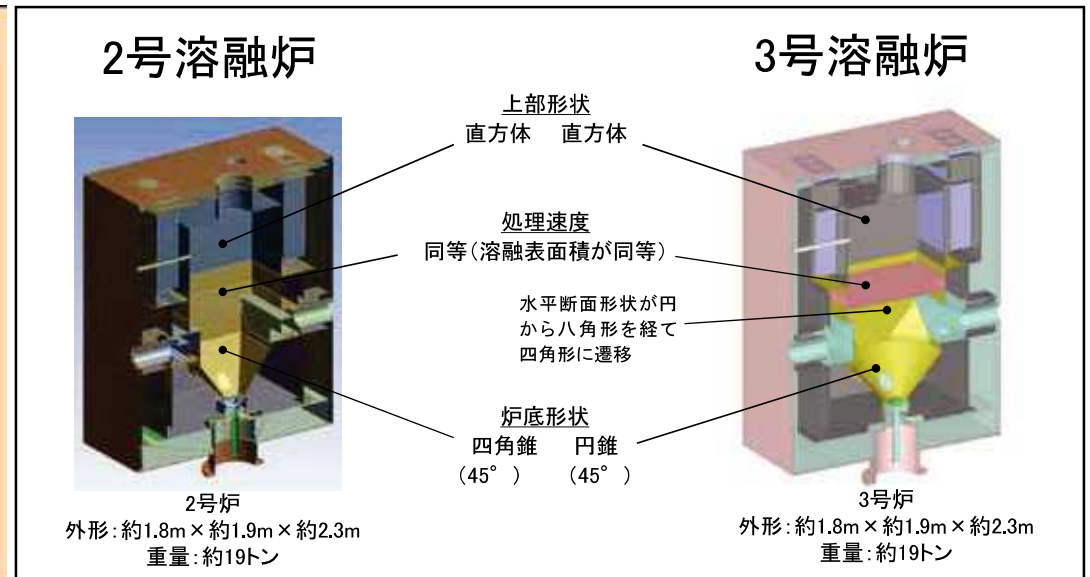 2号溶融炉
3号溶融炉
上部形状
直方体 直方体
処理速度
同等(溶融表面積が同等)
水平断面形状が円
から八角形を経て
四角形に遷移
炉底形状
四角錐 円錐
(45°) (45°)
2号炉
外形:約1.8m×約1.9m×約2.3m
重量:約19トン
3号炉
外形:約1.8m×約1.9m×約2.3m
重量:約19トン